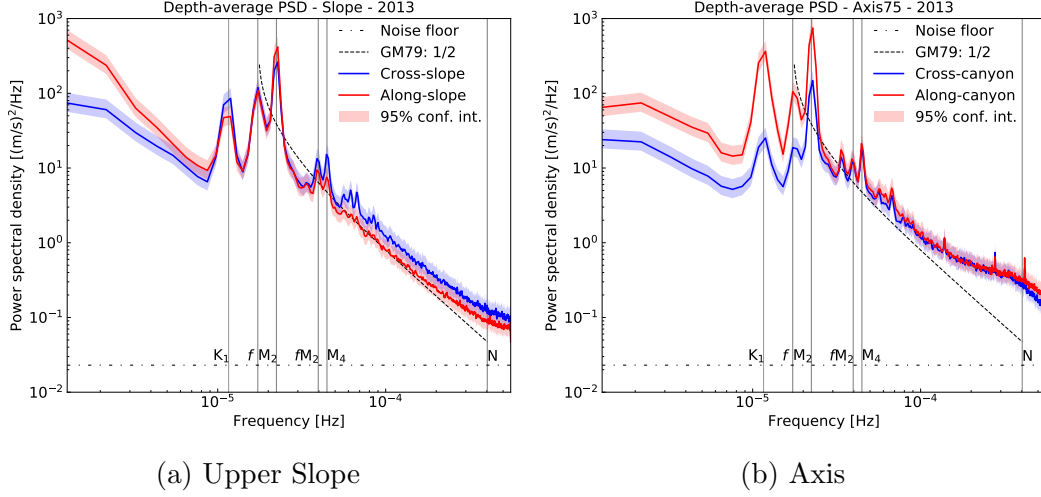 Depth-average PSD - Slope - 2013
Power spectral density [(m/s)²/Hz]
10⁴
10³
10²
10¹
10⁰
10⁻¹
10⁻²
Noise floor
GM79: 1/2
Cross-slope
Along-slope
95% conf. int.
K₁ f M₂ fM₂ M₄ N
10⁻⁵ 10⁻⁴
Frequency [Hz]
(a) Upper Slope
Depth-average PSD - Axis75 - 2013
Power spectral density [(m/s)²/Hz]
10⁴
10³
10²
10¹
10⁰
10⁻¹
10⁻²
Noise floor
GM79: 1/2
Cross-canyon
Along-canyon
95% conf. int.
K₁ f M₂ fM₂ M₄ N
10⁻⁵ 10⁻⁴
Frequency [Hz]
(b) Axis